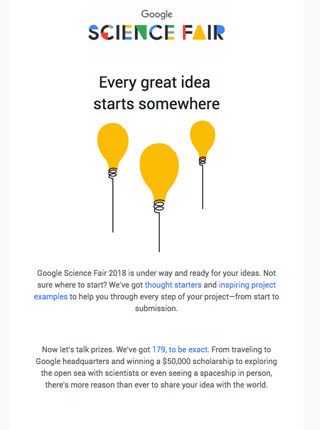 Google
SCIENCE FAIR
Every great idea
starts somewhere
Google Science Fair 2018 is under way and ready for your ideas. Not
sure where to start? We've got thought starters and inspiring project
examples to help you through every step of your project—from start to
submission.
Now let's talk prizes. We've got 179, to be exact. From traveling to
Google headquarters and winning a $50,000 scholarship to exploring
the open sea with scientists or even seeing a spaceship in person,
there's more reason than ever to share your idea with the world.